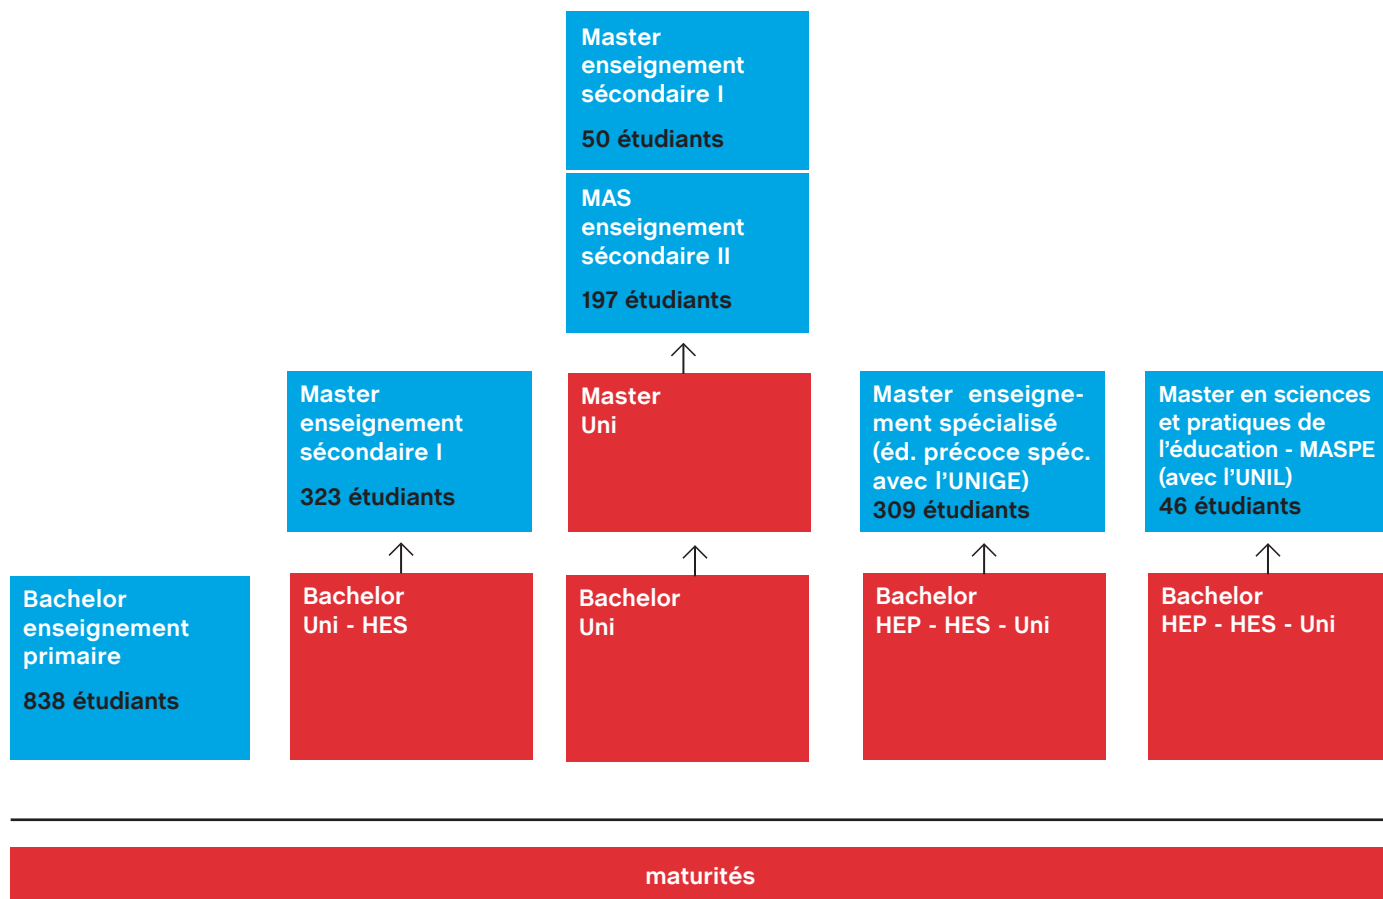 Master
enseignement
sécondaire I
50 étudiants
MAS
enseignement
sécondaire II
197 étudiants
Master
enseignement
sécondaire I
323 étudiants
Master
Uni
Master enseigne-
ment spécialisé
(éd. précoce spéc.
avec l'UNIGE)
309 étudiants
Master en sciences
et pratiques de
l'éducation - MASPE
(avec l'UNIL)
46 étudiants
Bachelor
enseignement
primaire
838 étudiants
Bachelor
Uni - HES
Bachelor
Uni
Bachelor
HEP - HES - Uni
Bachelor
HEP - HES - Uni
maturités